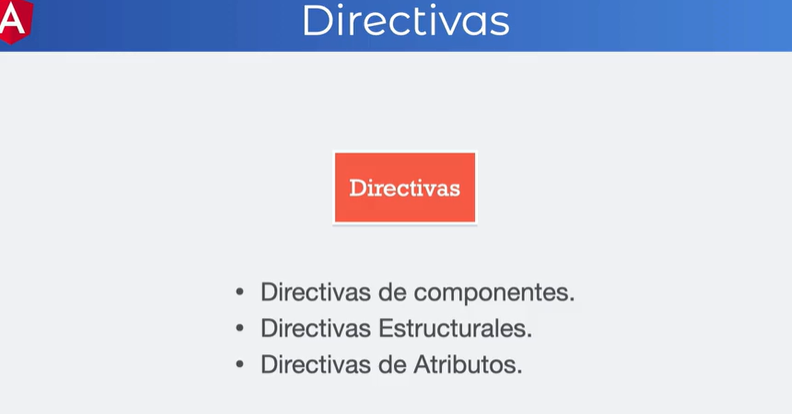 A
Directivas
Directivas
• Directivas de componentes.
• Directivas Estructurales.
• Directivas de Atributos.